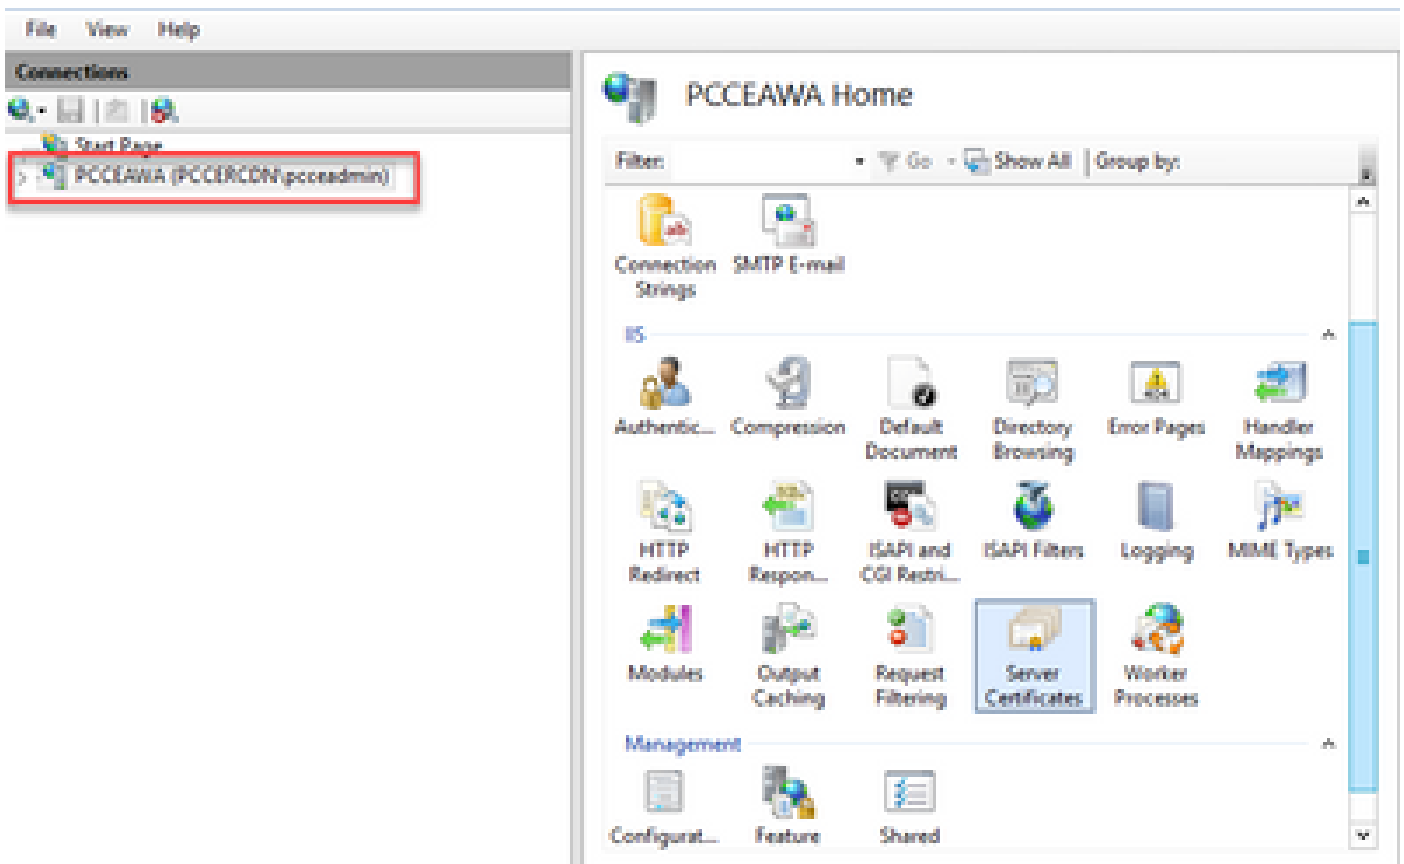 File View Help
Connections
Start Page
PCCEAWA (PCCERCDN\pcceadmin)
PCCEAWA Home
Filter: Go Show All Group by:
Connection Strings SMTP E-mail
IIS
Authentic... Compression Default Document Directory Browsing Error Pages Handler Mappings
HTTP Redirect HTTP Respon... ISAPI and CGI Restri... ISAPI Filters Logging MIME Types
Modules Output Caching Request Filtering Server Certificates Worker Processes
Management
Configurat... Feature Shared